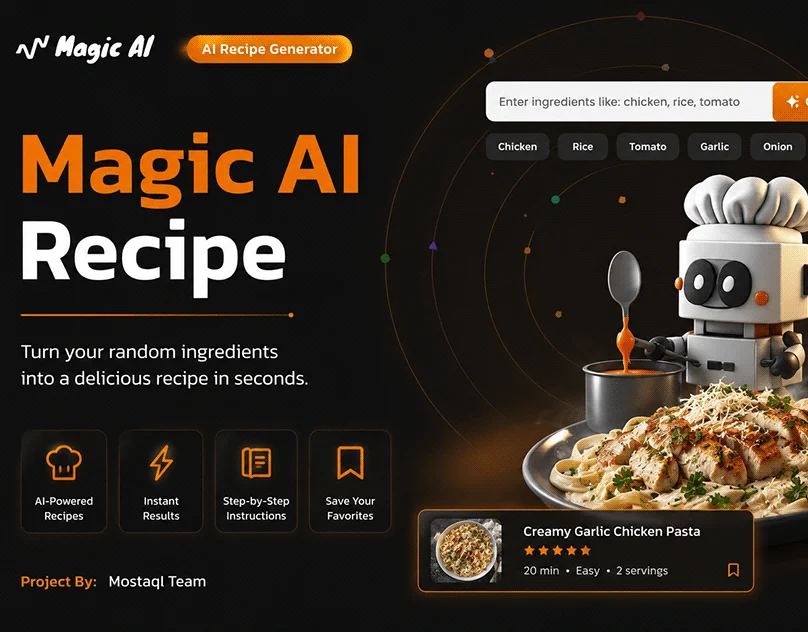 Magic AI
AI Recipe Generator
Magic AI
Recipe
Turn your random ingredients
into a delicious recipe in seconds.
AI-Powered
Recipes
Instant
Results
Step-by-Step
Instructions
Save Your
Favorites
Project By: Mostaql Team
Enter ingredients like: chicken, rice, tomato
Chicken
Rice
Tomato
Garlic
Onion
Creamy Garlic Chicken Pasta
20 min • Easy • 2 servings